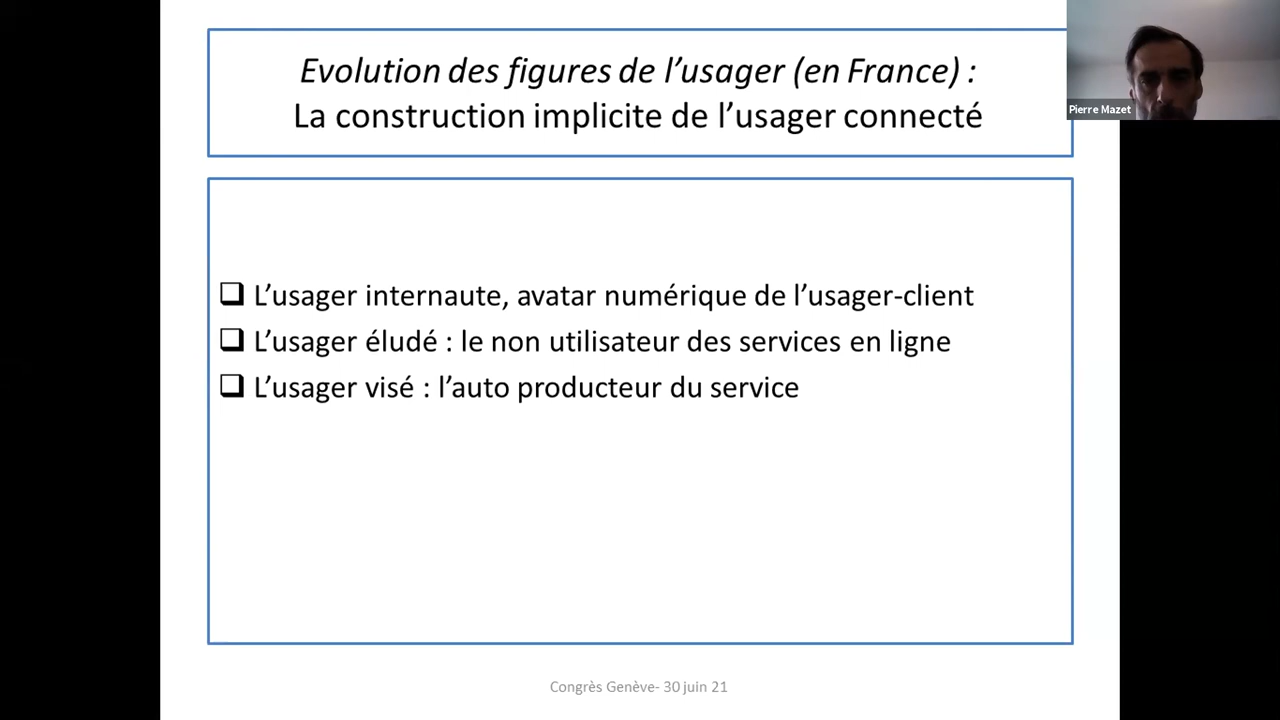 Evolution des figures de l’usager (en France) :
La construction implicite de l’usager connecté
Pierre Mazet
❑ L’usager internaute, avatar numérique de l’usager-client
❑ L’usager éludé : le non utilisateur des services en ligne
❑ L’usager visé : l’auto producteur du service
Congrès Genève- 30 juin 21